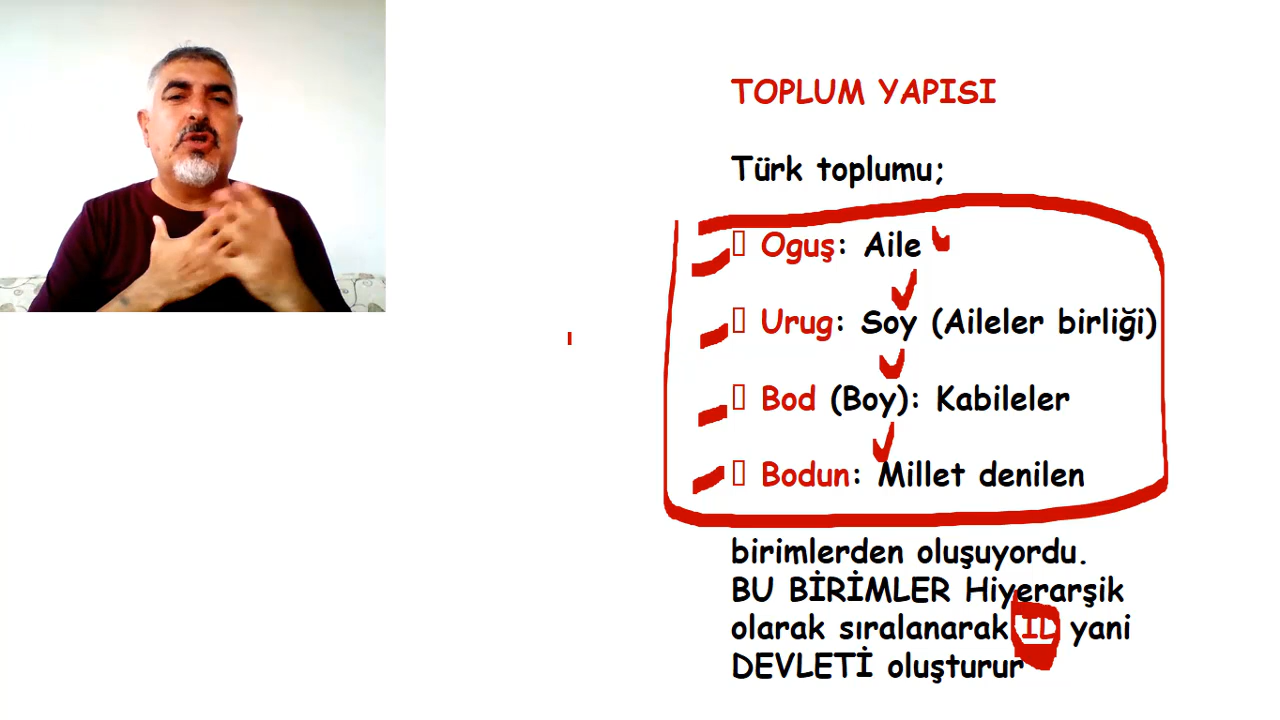 TOPLUM YAPISI
Türk toplumu;
Oguş: Aile
Urug: Soy (Aileler birliği)
Bod (Boy): Kabileler
Bodun: Millet denilen
birimlerden oluşuyordu.
BU BİRİMLER Hiyerarşik
olarak sıralanarak IL yani
DEVLETİ oluşturur